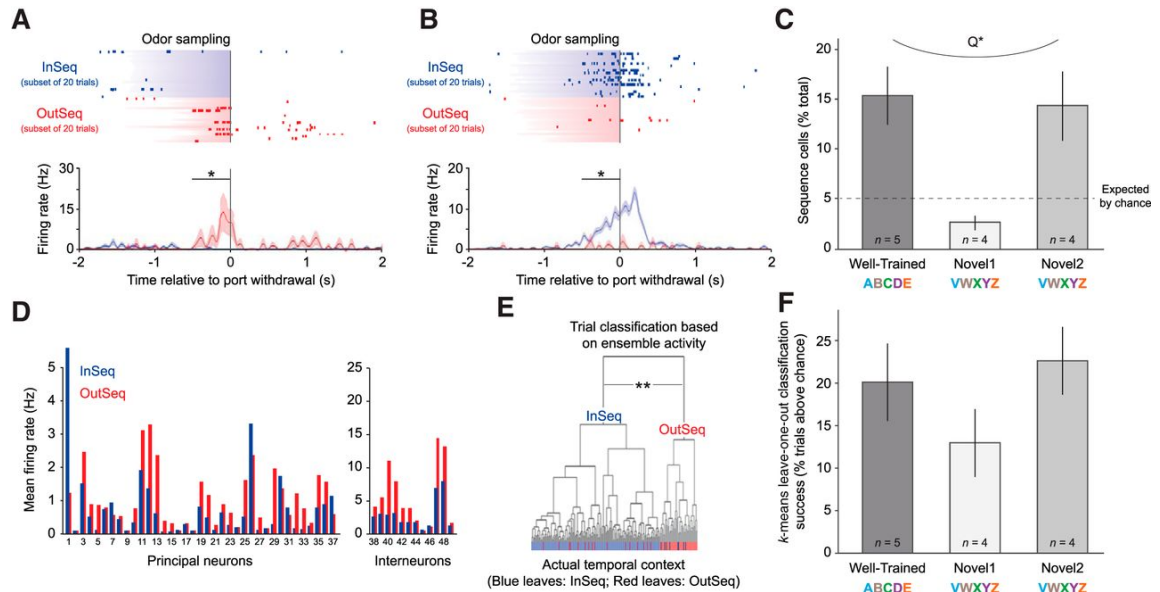 A
Odor sampling
InSeq
(subset of 20 trials)
OutSeq
(subset of 20 trials)
Firing rate (Hz)
30
15
0
*
-2
-1
0
1
2
Time relative to port withdrawal (s)
B
Odor sampling
InSeq
(subset of 20 trials)
OutSeq
(subset of 20 trials)
Firing rate (Hz)
20
10
0
*
-2
-1
0
1
2
Time relative to port withdrawal (s)
C
Q*
Sequence cells (% total)
20
15
10
5
0
Expected
by chance
n = 5
n = 4
n = 4
Well-Trained
Novel1
Novel2
ABCDE
VWXYZ
VWXYZ
D
InSeq
OutSeq
Mean firing rate (Hz)
5
4
3
2
1
0
1 3 5 7 9 11 13 15 17 19 21 23 25 27 29 31 33 35 37
Principal neurons
25
20
15
10
5
0
38 40 42 44 46 48
Interneurons
E
Trial classification based
on ensemble activity
**
InSeq
OutSeq
Actual temporal context
(Blue leaves: InSeq; Red leaves: OutSeq)
F
k-means leave-one-out classification
success (% trials above chance)
25
20
15
10
5
0
n = 5
n = 4
n = 4
Well-Trained
Novel1
Novel2
ABCDE
VWXYZ
VWXYZ